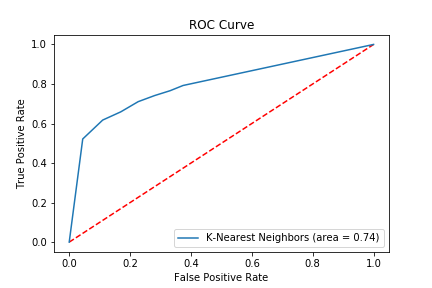 ROC Curve
1.0
0.8
0.6
0.4
0.2
0.0
True Positive Rate
K-Nearest Neighbors (area = 0.74)
0.0 0.2 0.4 0.6 0.8 1.0
False Positive Rate